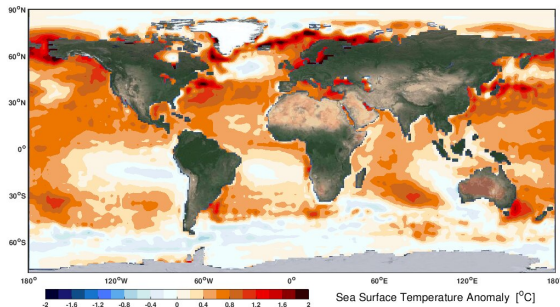 90°N
60°N
30°N
0°
30°S
60°S
180° 120°W 60°W 0° 60°E 120°E 180
-2 -1.6 -1.2 -0.8 -0.4 0 0.4 0.8 1.2 1.6 2
Sea Surface Temperature Anomaly [°C]